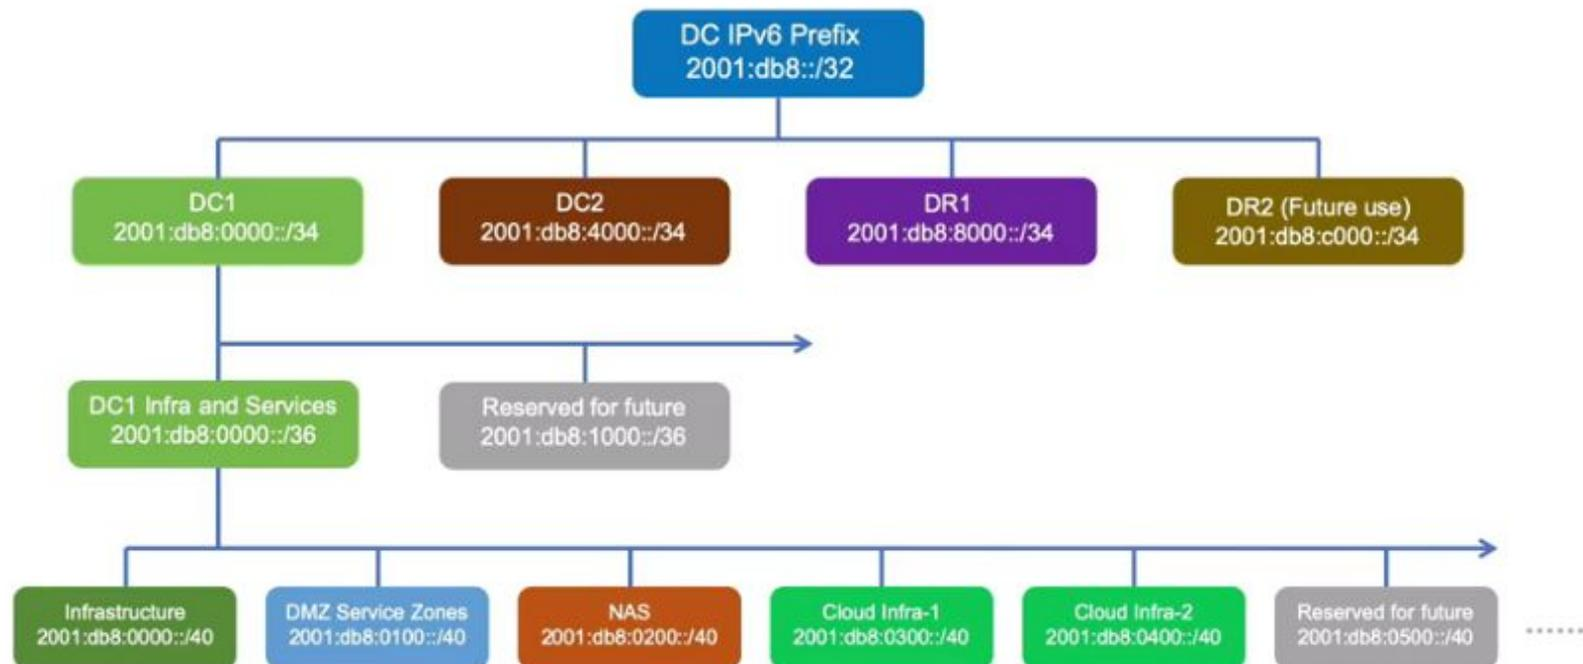 DC IPv6 Prefix
2001:db8::/32
DC1
2001:db8:0000::/34
DC2
2001:db8:4000::/34
DR1
2001:db8:8000::/34
DR2 (Future use)
2001:db8:c000::/34
DC1 Infra and Services
2001:db8:0000::/36
Reserved for future
2001:db8:1000::/36
Infrastructure
2001:db8:0000::/40
DMZ Service Zones
2001:db8:0100::/40
NAS
2001:db8:0200::/40
Cloud Infra-1
2001:db8:0300::/40
Cloud Infra-2
2001:db8:0400::/40
Reserved for future
2001:db8:0500::/40